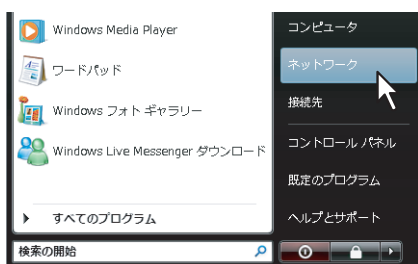 Windows Media Player
ワードパッド
Windows フォト ギャラリー
Windows Live Messenger ダウンロード
すべてのプログラム
検索の開始
コンピュータ
ネットワーク
接続先
コントロール パネル
既定のプログラム
ヘルプとサポート